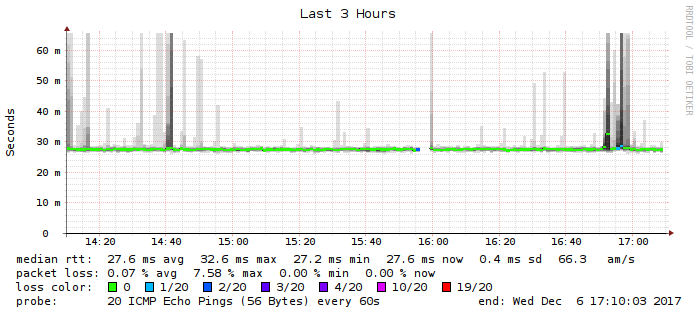 Last 3 Hours
RRDTOOL / TOBI OETIKER
Seconds
60 m
50 m
40 m
30 m
20 m
10 m
0
14:20 14:40 15:00 15:20 15:40 16:00 16:20 16:40 17:00
median rtt: 27.6 ms avg 32.6 ms max 27.2 ms min 27.6 ms now 0.4 ms sd 66.3 am/s
packet loss: 0.07 % avg 7.58 % max 0.00 % min 0.00 % now
loss color: 0 1/20 2/20 3/20 4/20 10/20 19/20
probe: 20 ICMP Echo Pings (56 Bytes) every 60s end: Wed Dec 6 17:10:03 2017